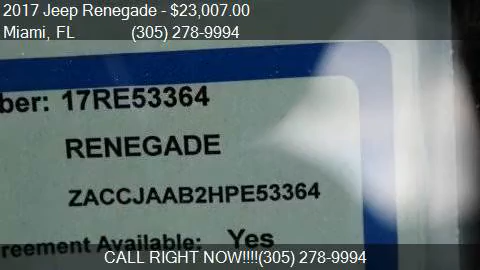 2017 Jeep Renegade - $23,007.00
Miami, FL (305) 278-9994
ber: 17RE53364
RENEGADE
ZACCJAAB2HPE53364
reement Available: Yes
CALL RIGHT NOW!!!!(305) 278-9994